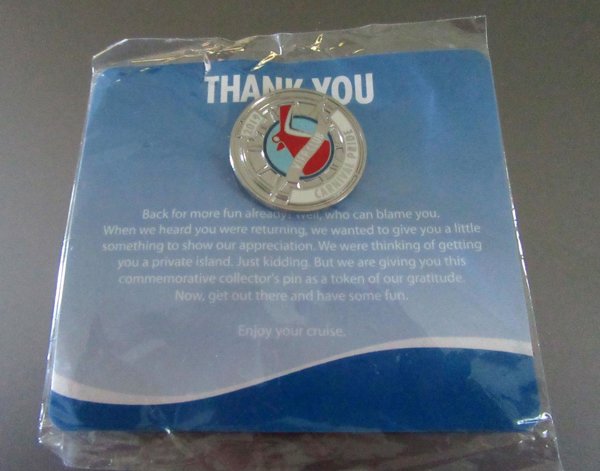 THANK YOU
2010
CARNIVAL PRIDE
Back for more fun already? Well, who can blame you.
When we heard you were returning, we wanted to give you a little
something to show our appreciation. We were thinking of getting
you a private island. Just kidding. But we are giving you this
commemorative collector's pin as a token of our gratitude.
Now, get out there and have some fun.
Enjoy your cruise.